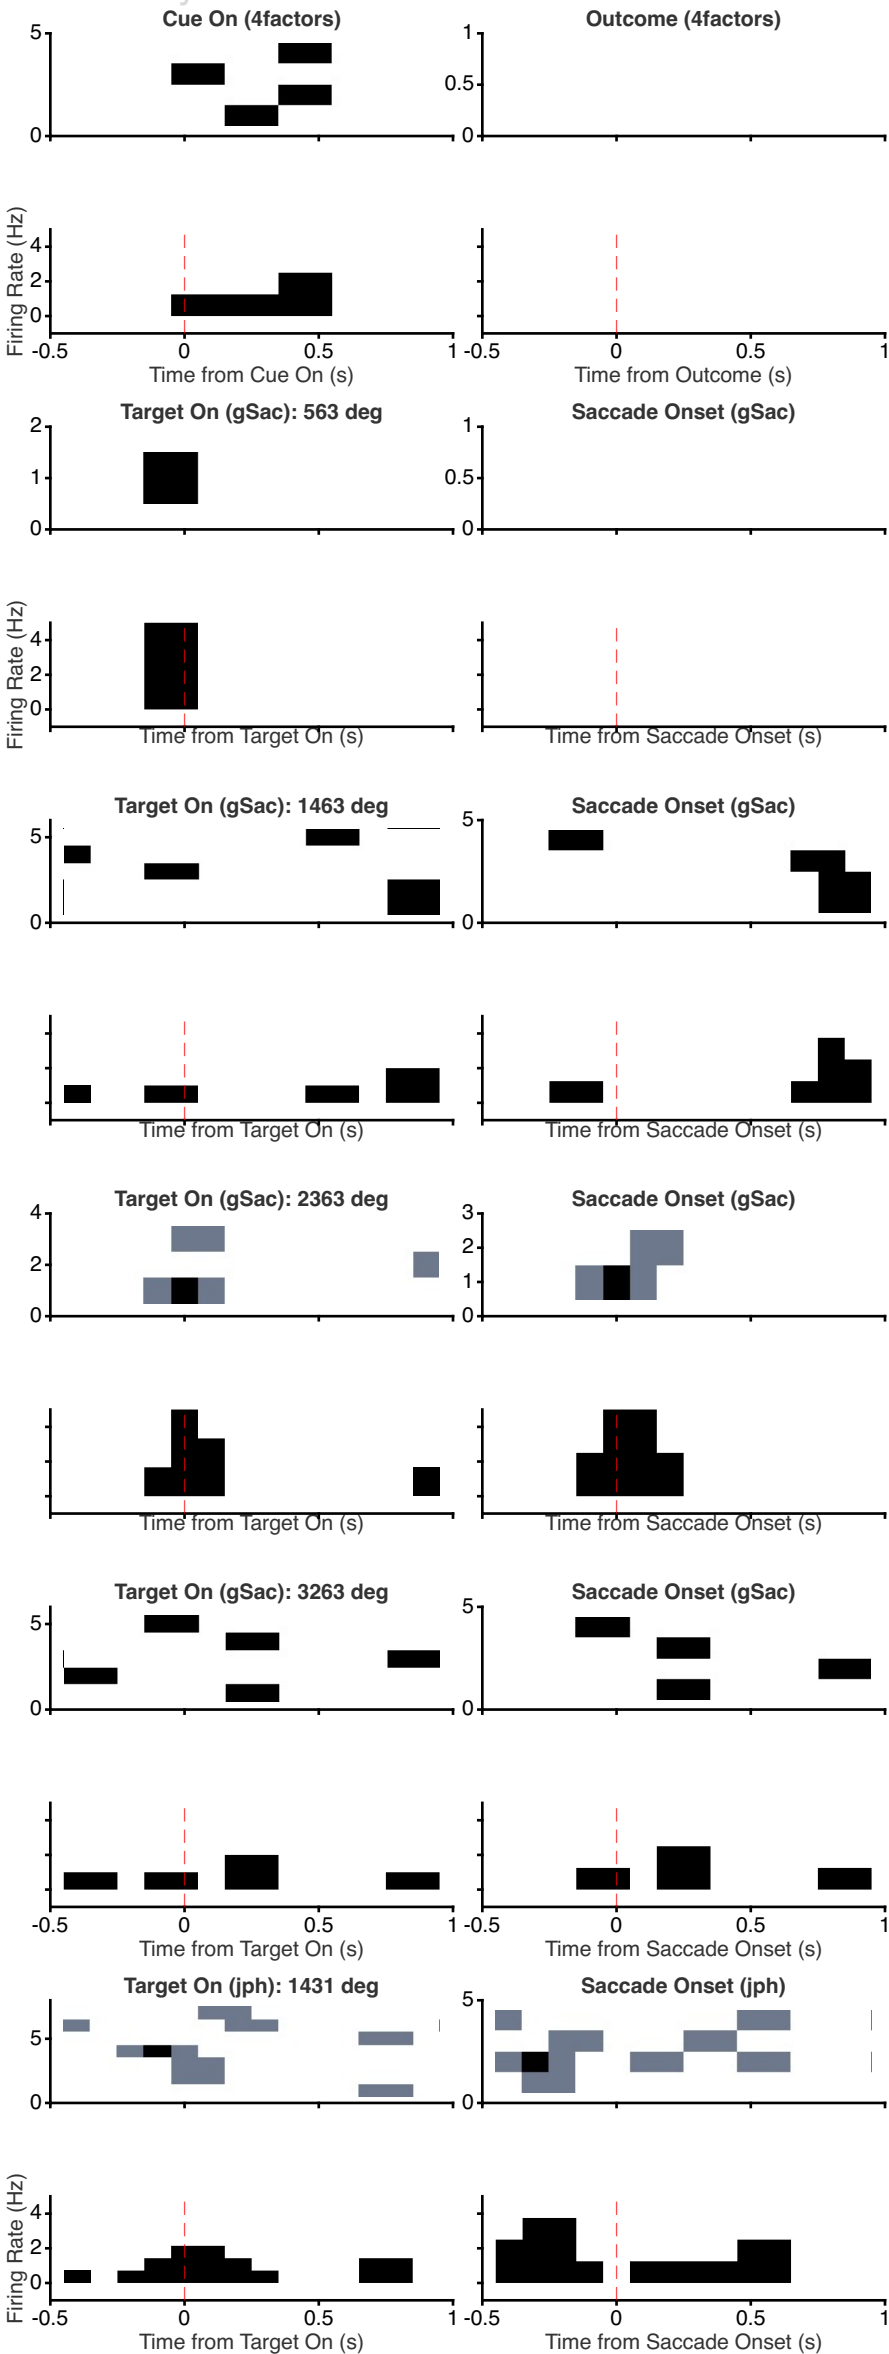 Cue On (4factors)
Outcome (4factors)
5
0
1
0.5
0
Firing Rate (Hz)
4
2
0
-0.5 0 0.5 1
-0.5 0 0.5 1
Time from Cue On (s)
Time from Outcome (s)
Target On (gSac): 563 deg
Saccade Onset (gSac)
2
1
0
1
0.5
0
Firing Rate (Hz)
4
2
0
Time from Target On (s)
Time from Saccade Onset (s)
Target On (gSac): 1463 deg
Saccade Onset (gSac)
5
0
5
0
Time from Target On (s)
Time from Saccade Onset (s)
Target On (gSac): 2363 deg
Saccade Onset (gSac)
4
2
0
3
2
1
0
Time from Target On (s)
Time from Saccade Onset (s)
Target On (gSac): 3263 deg
Saccade Onset (gSac)
5
0
5
0
-0.5 0 0.5 1
-0.5 0 0.5 1
Time from Target On (s)
Time from Saccade Onset (s)
Target On (jph): 1431 deg
Saccade Onset (jph)
5
0
5
0
Firing Rate (Hz)
4
2
0
-0.5 0 0.5 1
-0.5 0 0.5 1
Time from Target On (s)
Time from Saccade Onset (s)